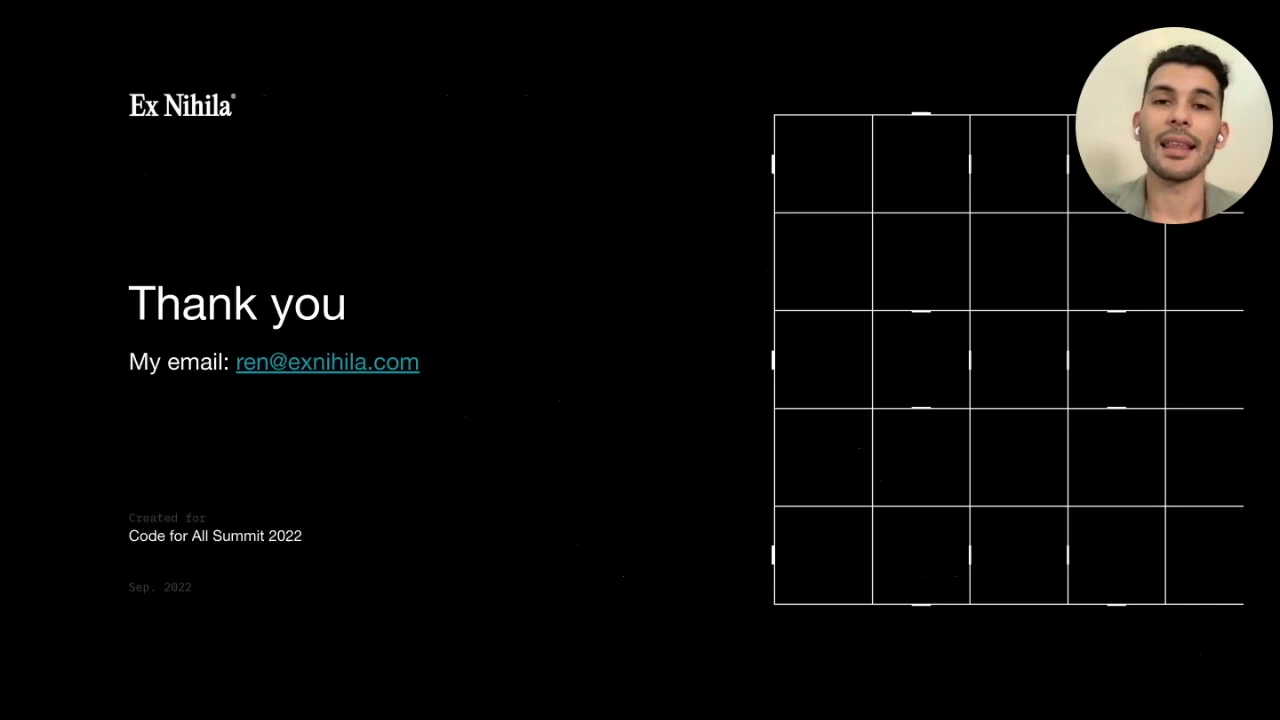 Ex Nihila®
Thank you
My email: ren@exnihila.com
Created for
Code for All Summit 2022
Sep. 2022